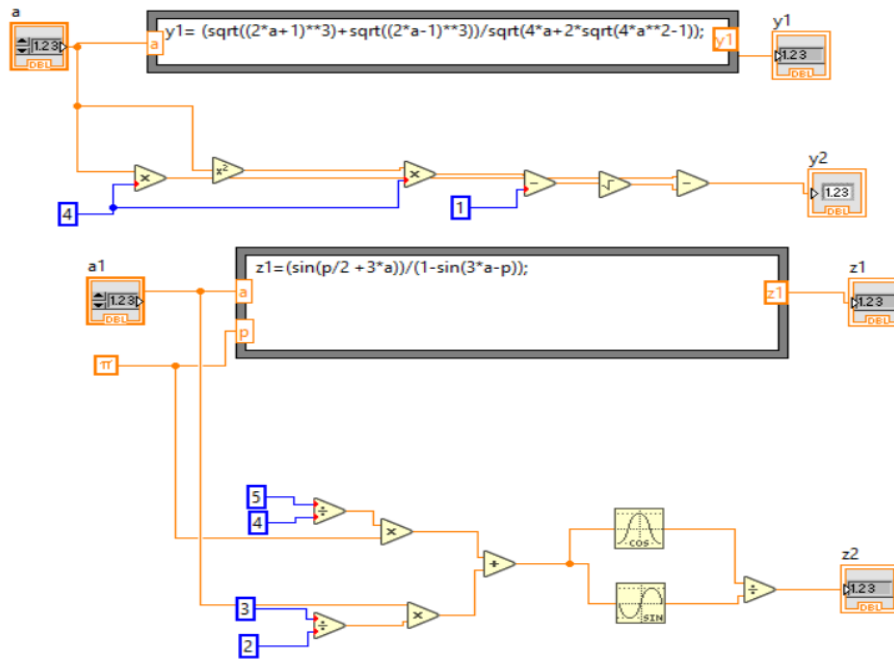 a
1.23
DBL
a
y1= (sqrt((2*a+1)**3)+sqrt((2*a-1)**3))/sqrt(4*a+2*sqrt(4*a**2-1));
y1
y1
1.23
DBL
×
x²
×
−
√
−
4
1
y2
1.23
DBL
a1
1.23
DBL
z1=(sin(p/2 +3*a))/(1-sin(3*a-p));
a
p
z1
z1
1.23
DBL
π
5
4
÷
×
+
COS
SIN
÷
z2
1.23
DBL
3
2
÷
×